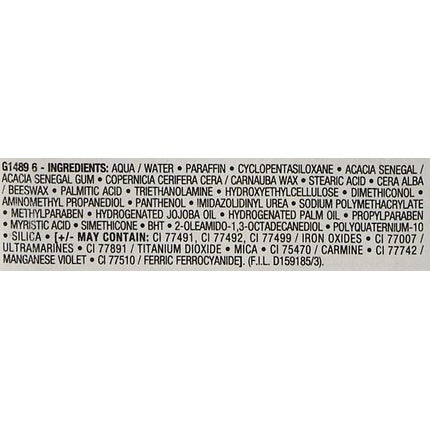 G1489 6 - INGREDIENTS: AQUA / WATER • PARAFFIN • CYCLOPENTASILOXANE • ACACIA SENEGAL /
ACACIA SENEGAL GUM • COPERNICIA CERIFERA CERA / CARNAUBA WAX • STEARIC ACID • CERA ALBA
/ BEESWAX • PALMITIC ACID • TRIETHANOLAMINE • HYDROXYETHYLCELLULOSE • DIMETHICONOL •
AMINOMETHYL PROPANEDIOL • PANTHENOL • IMIDAZOLIDINYL UREA • SODIUM POLYMETHACRYLATE
• METHYLPARABEN • HYDROGENATED JOJOBA OIL • HYDROGENATED PALM OIL • PROPYLPARABEN
• MYRISTIC ACID • SIMETHICONE • BHT • 2-OLEAMIDO-1,3-OCTADECANEDIOL • POLYQUATERNIUM-10
• SILICA • [+/- MAY CONTAIN: CI 77491, CI 77492, CI 77499 / IRON OXIDES • CI 77007 /
ULTRAMARINES • CI 77891 / TITANIUM DIOXIDE • MICA • CI 75470 / CARMINE • CI 77742 /
MANGANESE VIOLET • CI 77510 / FERRIC FERROCYANIDE]. (F.I.L. D159185/3).